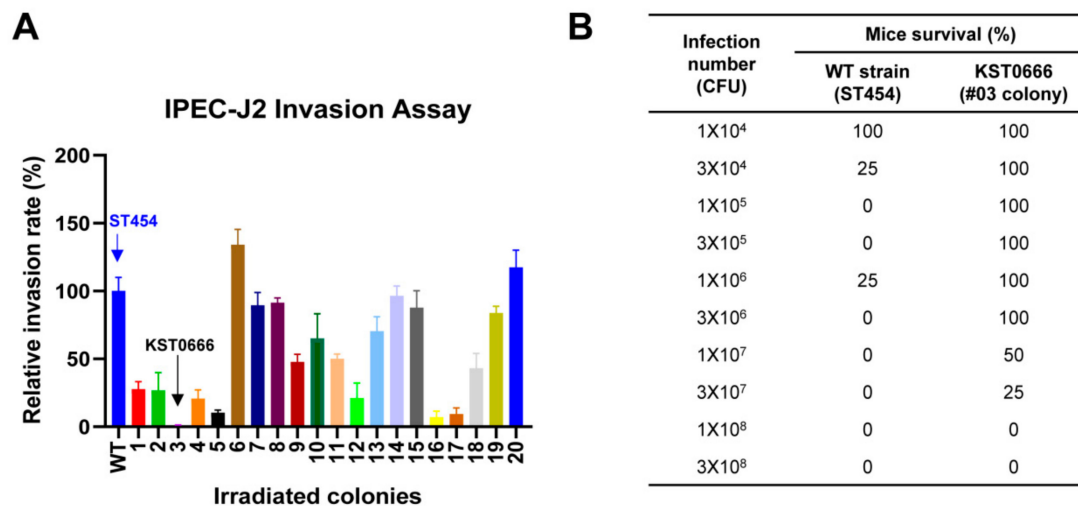 A
IPEC-J2 Invasion Assay
Relative invasion rate (%)
200
150
100
50
0
ST454
KST0666
WT 1 2 3 4 5 6 7 8 9 10 11 12 13 14 15 16 17 18 19 20
Irradiated colonies
B
Infection number (CFU) Mice survival (%)
WT strain (ST454) KST0666 (#03 colony)
1X10⁴ 100 100
3X10⁴ 25 100
1X10⁵ 0 100
3X10⁵ 0 100
1X10⁶ 25 100
3X10⁶ 0 100
1X10⁷ 0 50
3X10⁷ 0 25
1X10⁸ 0 0
3X10⁸ 0 0